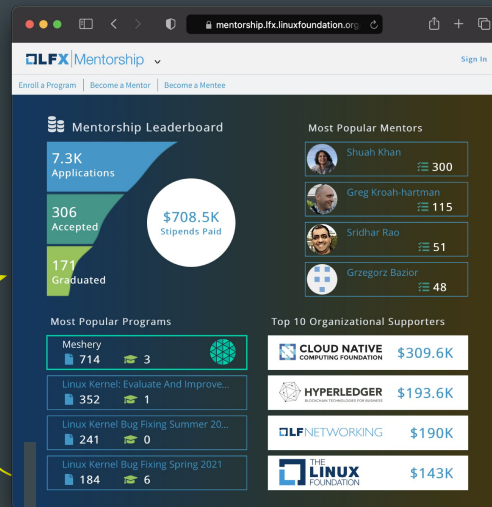 mentorship.lfx.linuxfoundation.org
LFX Mentorship
Sign In
Enroll a Program
Become a Mentor
Become a Mentee
Mentorship Leaderboard
7.3K
Applications
306
Accepted
171
Graduated
$708.5K
Stipends Paid
Most Popular Mentors
Shuah Khan
300
Greg Kroah-hartman
115
Sridhar Rao
51
Grzegorz Bazior
48
Most Popular Programs
Meshery
714 3
Linux Kernel: Evaluate And Improve...
352 1
Linux Kernel Bug Fixing Summer 20...
241 0
Linux Kernel Bug Fixing Spring 2021
184 6
Top 10 Organizational Supporters
CLOUD NATIVE
COMPUTING FOUNDATION
$309.6K
HYPERLEDGER
BLOCKCHAIN TECHNOLOGIES FOR BUSINESS
$193.6K
LFNETWORKING
$190K
THE
LINUX
FOUNDATION
$143K